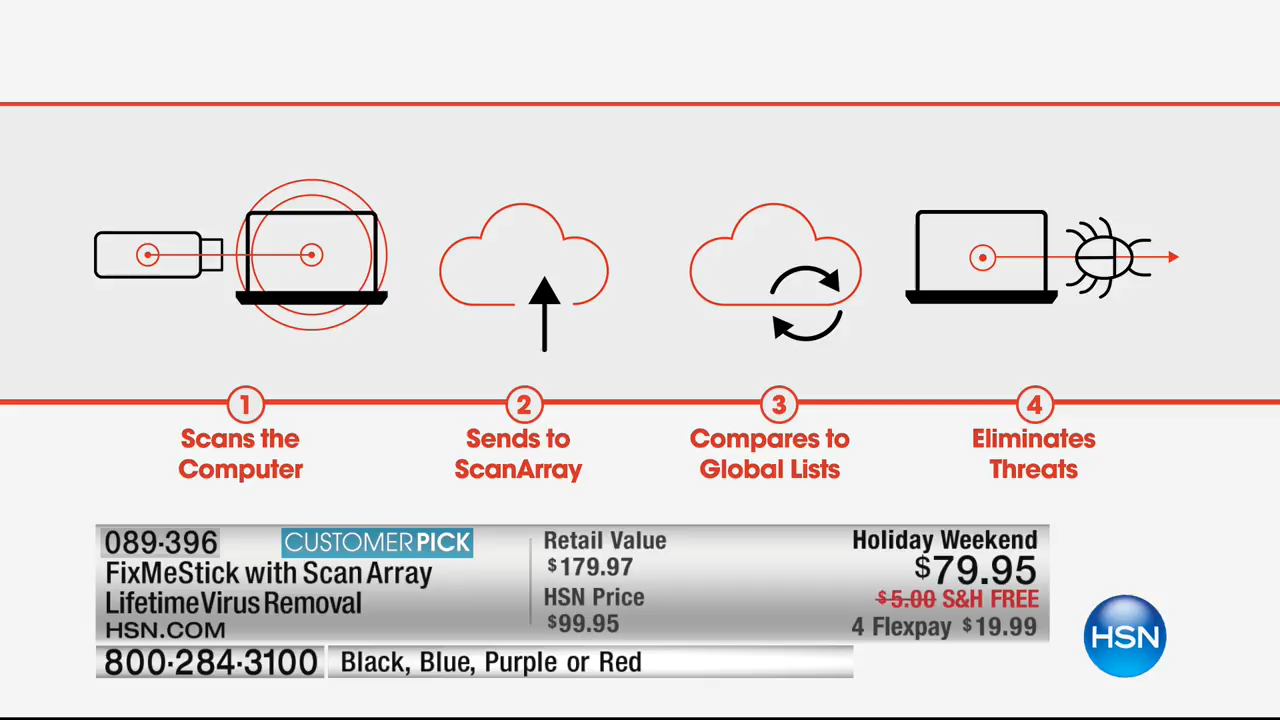 1
Scans the
Computer
2
Sends to
ScanArray
3
Compares to
Global Lists
4
Eliminates
Threats
089-396 CUSTOMERPICK
FixMeStick with Scan Array
Lifetime Virus Removal
HSN.COM
Retail Value
$179.97
HSN Price
$99.95
Holiday Weekend
$79.95
$5.00 S&H FREE
4 Flexpay $19.99
800·284·3100 Black, Blue, Purple or Red
HSN